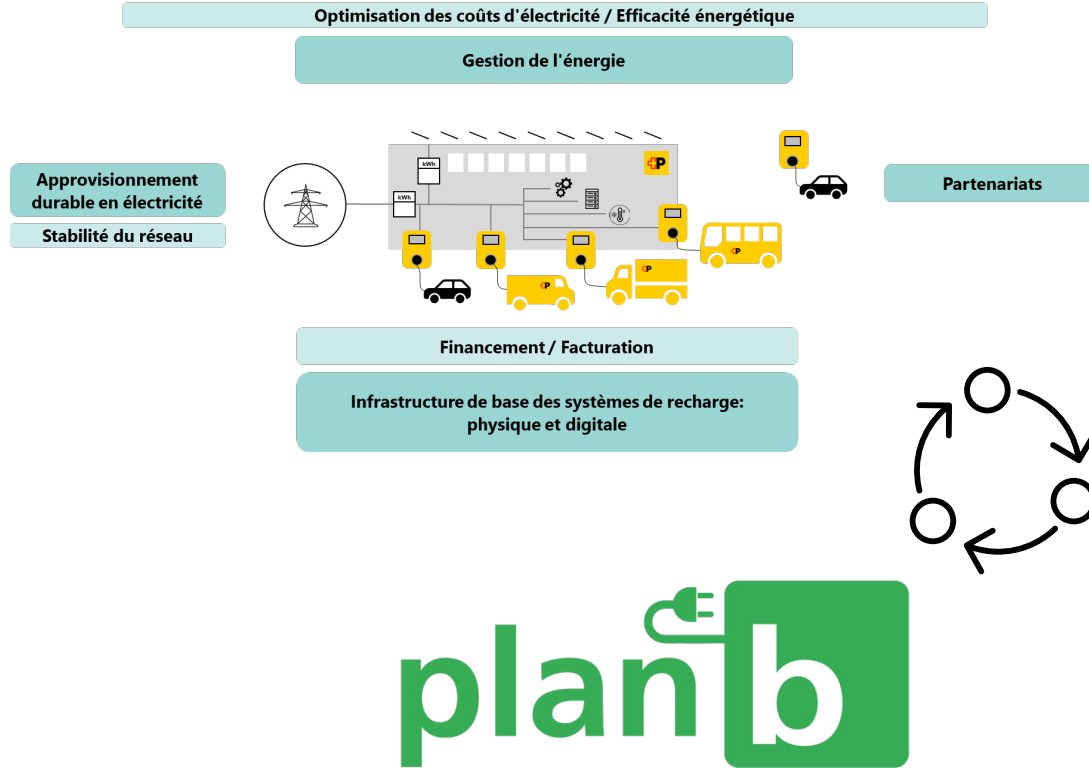 Optimisation des coûts d'électricité / Efficacité énergétique
Gestion de l'énergie
kWh
P
Approvisionnement
durable en électricité
Partenariats
kWh
Stabilité du réseau
P
P
P
Financement / Facturation
Infrastructure de base des systèmes de recharge:
physique et digitale
plan b